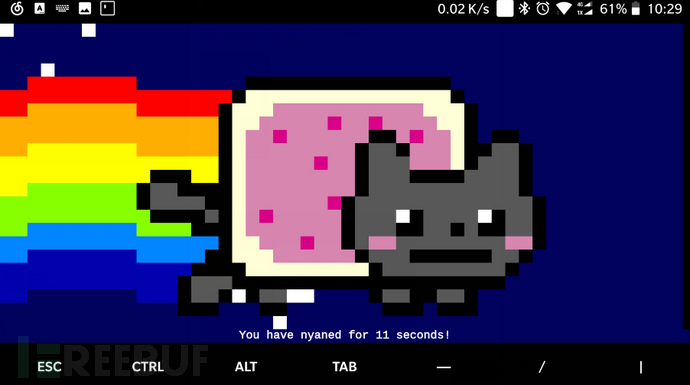 0.02 K/s 61% 10:29
You have nyaned for 11 seconds!
FREEBUF
ESC CTRL ALT TAB — / |